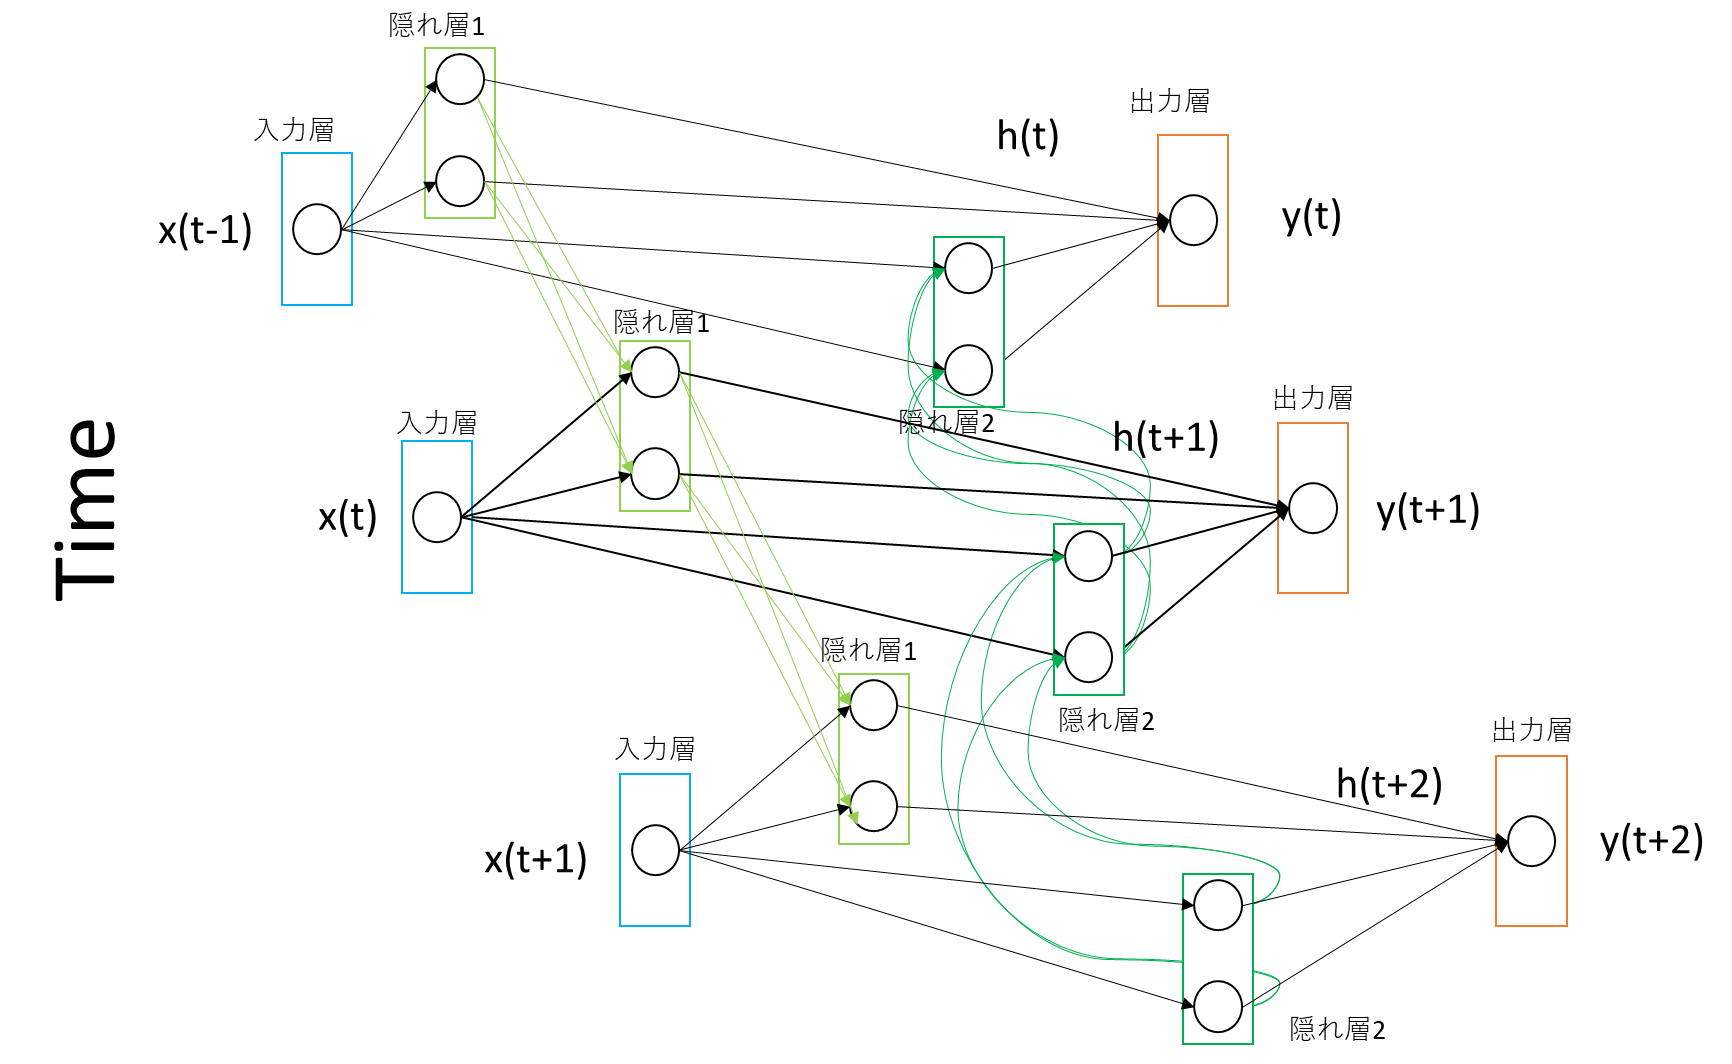 隠れ層1
出力層
入力層
h(t)
x(t-1)
y(t)
隠れ層1
出力層
入力層
隠れ層2
h(t+1)
Time
x(t)
y(t+1)
隠れ層1
隠れ層2
出力層
入力層
h(t+2)
x(t+1)
y(t+2)
隠れ層2